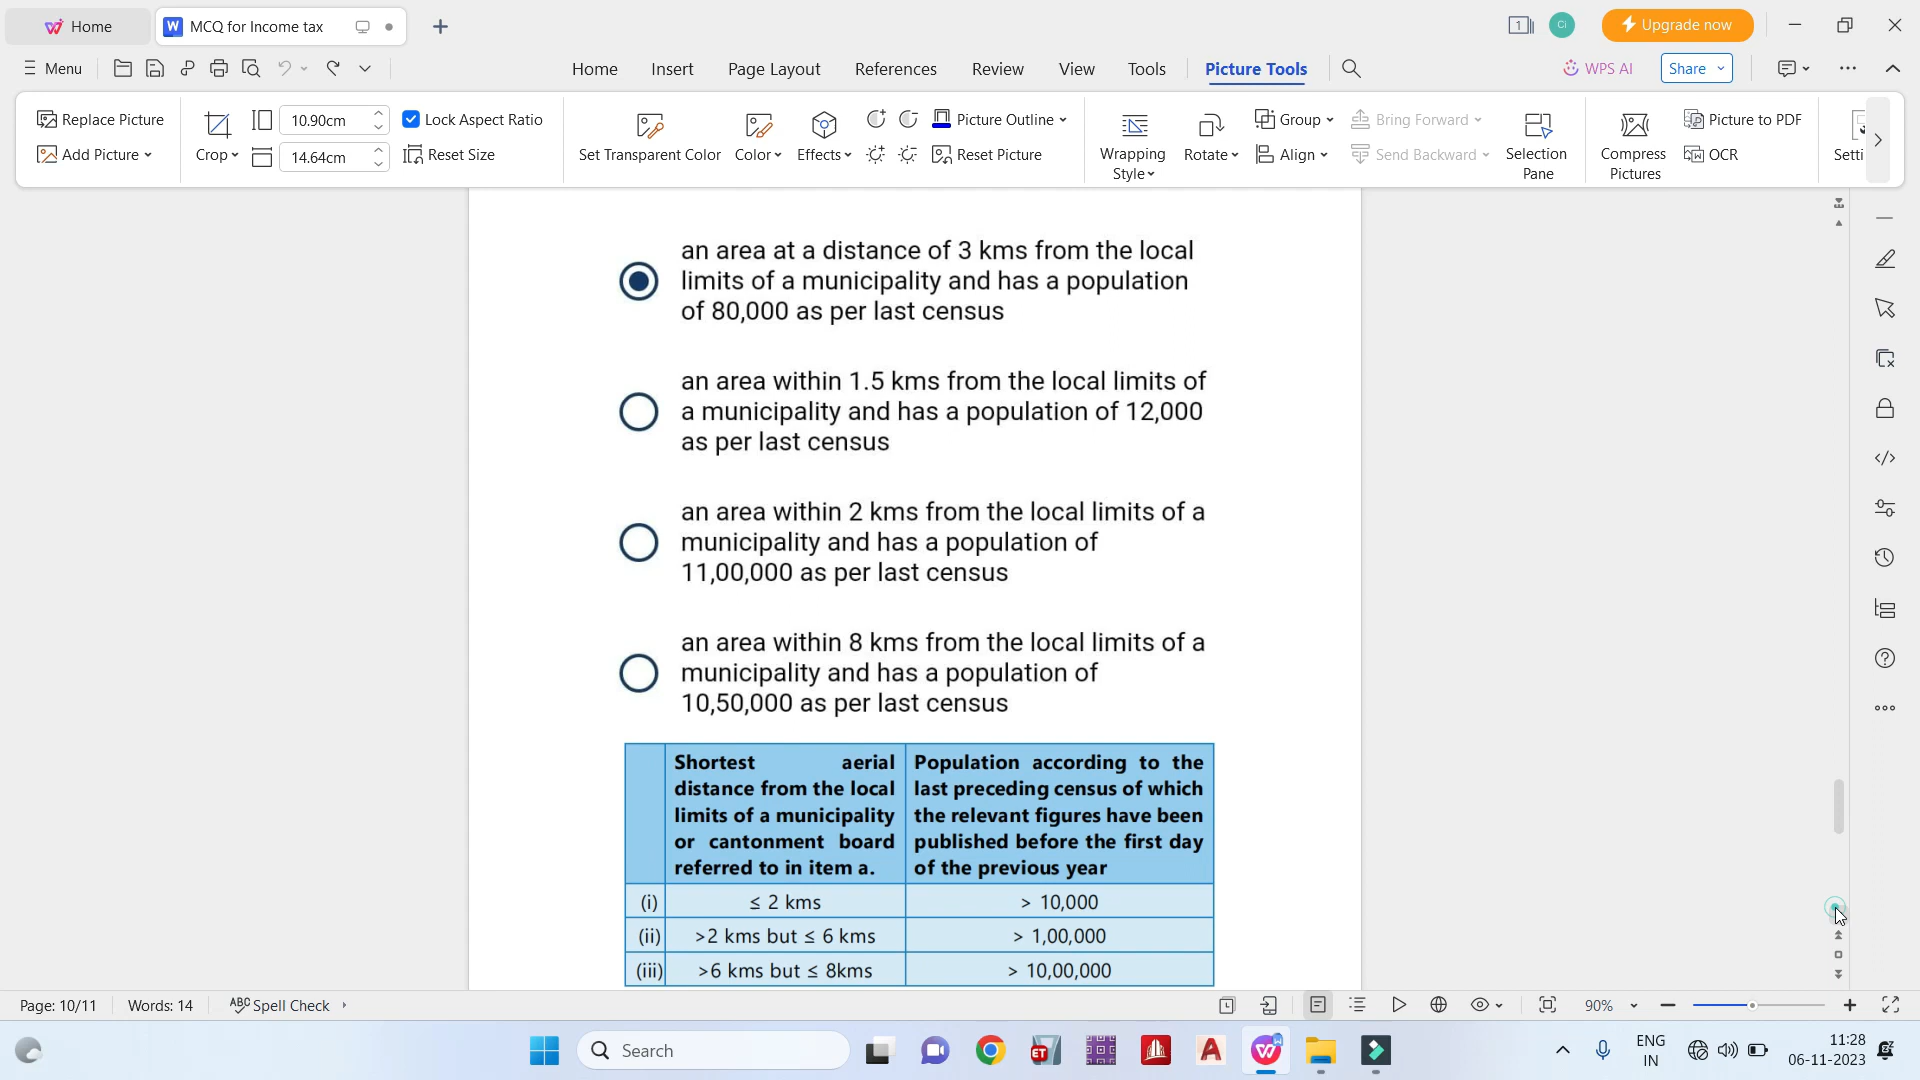 Home
MCQ for Income tax
1
Ci
Upgrade now
Menu
Home
Insert
Page Layout
References
Review
View
Tools
Picture Tools
WPS AI
Share
Replace Picture
Add Picture
Crop
10.90cm
14.64cm
Lock Aspect Ratio
Reset Size
Set Transparent Color
Color
Effects
Picture Outline
Reset Picture
Wrapping
Style
Rotate
Group
Align
Bring Forward
Send Backward
Selection
Pane
Compress
Pictures
Picture to PDF
OCR
Setti
an area at a distance of 3 kms from the local
limits of a municipality and has a population
of 80,000 as per last census
an area within 1.5 kms from the local limits of
a municipality and has a population of 12,000
as per last census
an area within 2 kms from the local limits of a
municipality and has a population of
11,00,000 as per last census
an area within 8 kms from the local limits of a
municipality and has a population of
10,50,000 as per last census
Shortest aerial
distance from the local
limits of a municipality
or cantonment board
referred to in item a.
Population according to the
last preceding census of which
the relevant figures have been
published before the first day
of the previous year
(i) ≤ 2 kms > 10,000
(ii) >2 kms but ≤ 6 kms > 1,00,000
(iii) >6 kms but ≤ 8kms > 10,00,000
Page: 10/11
Words: 14
ABC Spell Check
90%
Search
ET
A
ENG
IN
11:28
06-11-2023